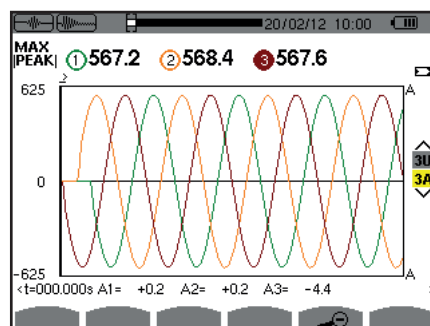 20/02/12 10:00
MAX
|PEAK| 1 567.2 2 568.4 3 567.6
625 A
3U
0 3A
-625 A
<t=000.000s A1= +0.2 A2= +0.2 A3= -4.4